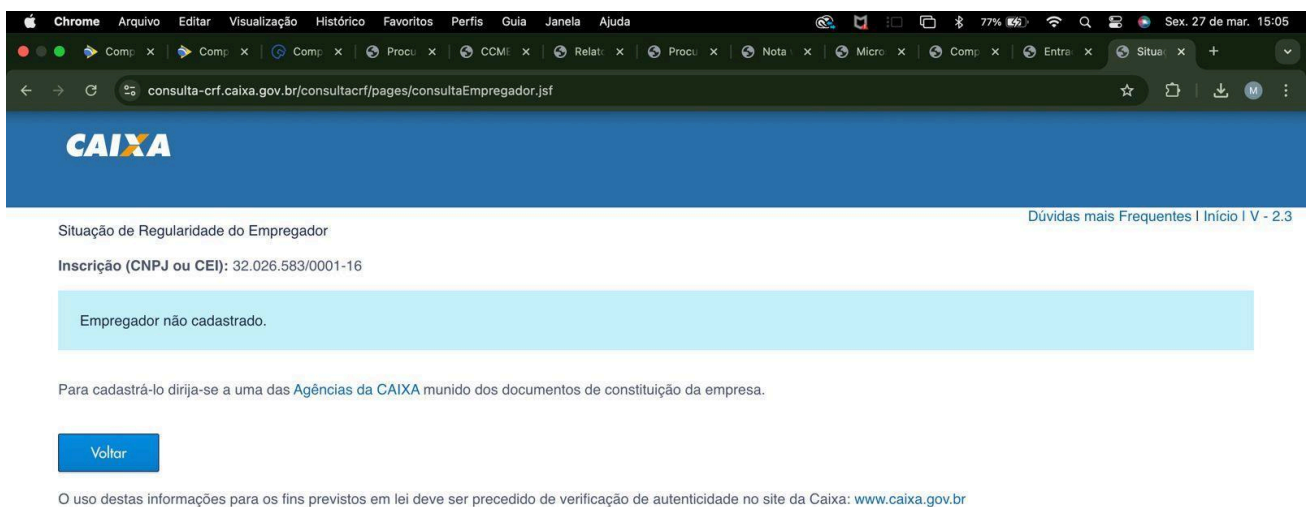 Chrome Arquivo Editar Visualização Histórico Favoritos Perfis Guia Janela Ajuda 77% Sex. 27 de mar. 15:05
Comp Comp Comp Procu CCME Relato Procu Nota Micro Comp Entra Situaç
consulta-crf.caixa.gov.br/consultacrf/pages/consultaEmpregador.jsf M
CAIXA
Dúvidas mais Frequentes | Início | V - 2.3
Situação de Regularidade do Empregador
Inscrição (CNPJ ou CEI): 32.026.583/0001-16
Empregador não cadastrado.
Para cadastrá-lo dirija-se a uma das Agências da CAIXA munido dos documentos de constituição da empresa.
Voltar
O uso destas informações para os fins previstos em lei deve ser precedido de verificação de autenticidade no site da Caixa: www.caixa.gov.br